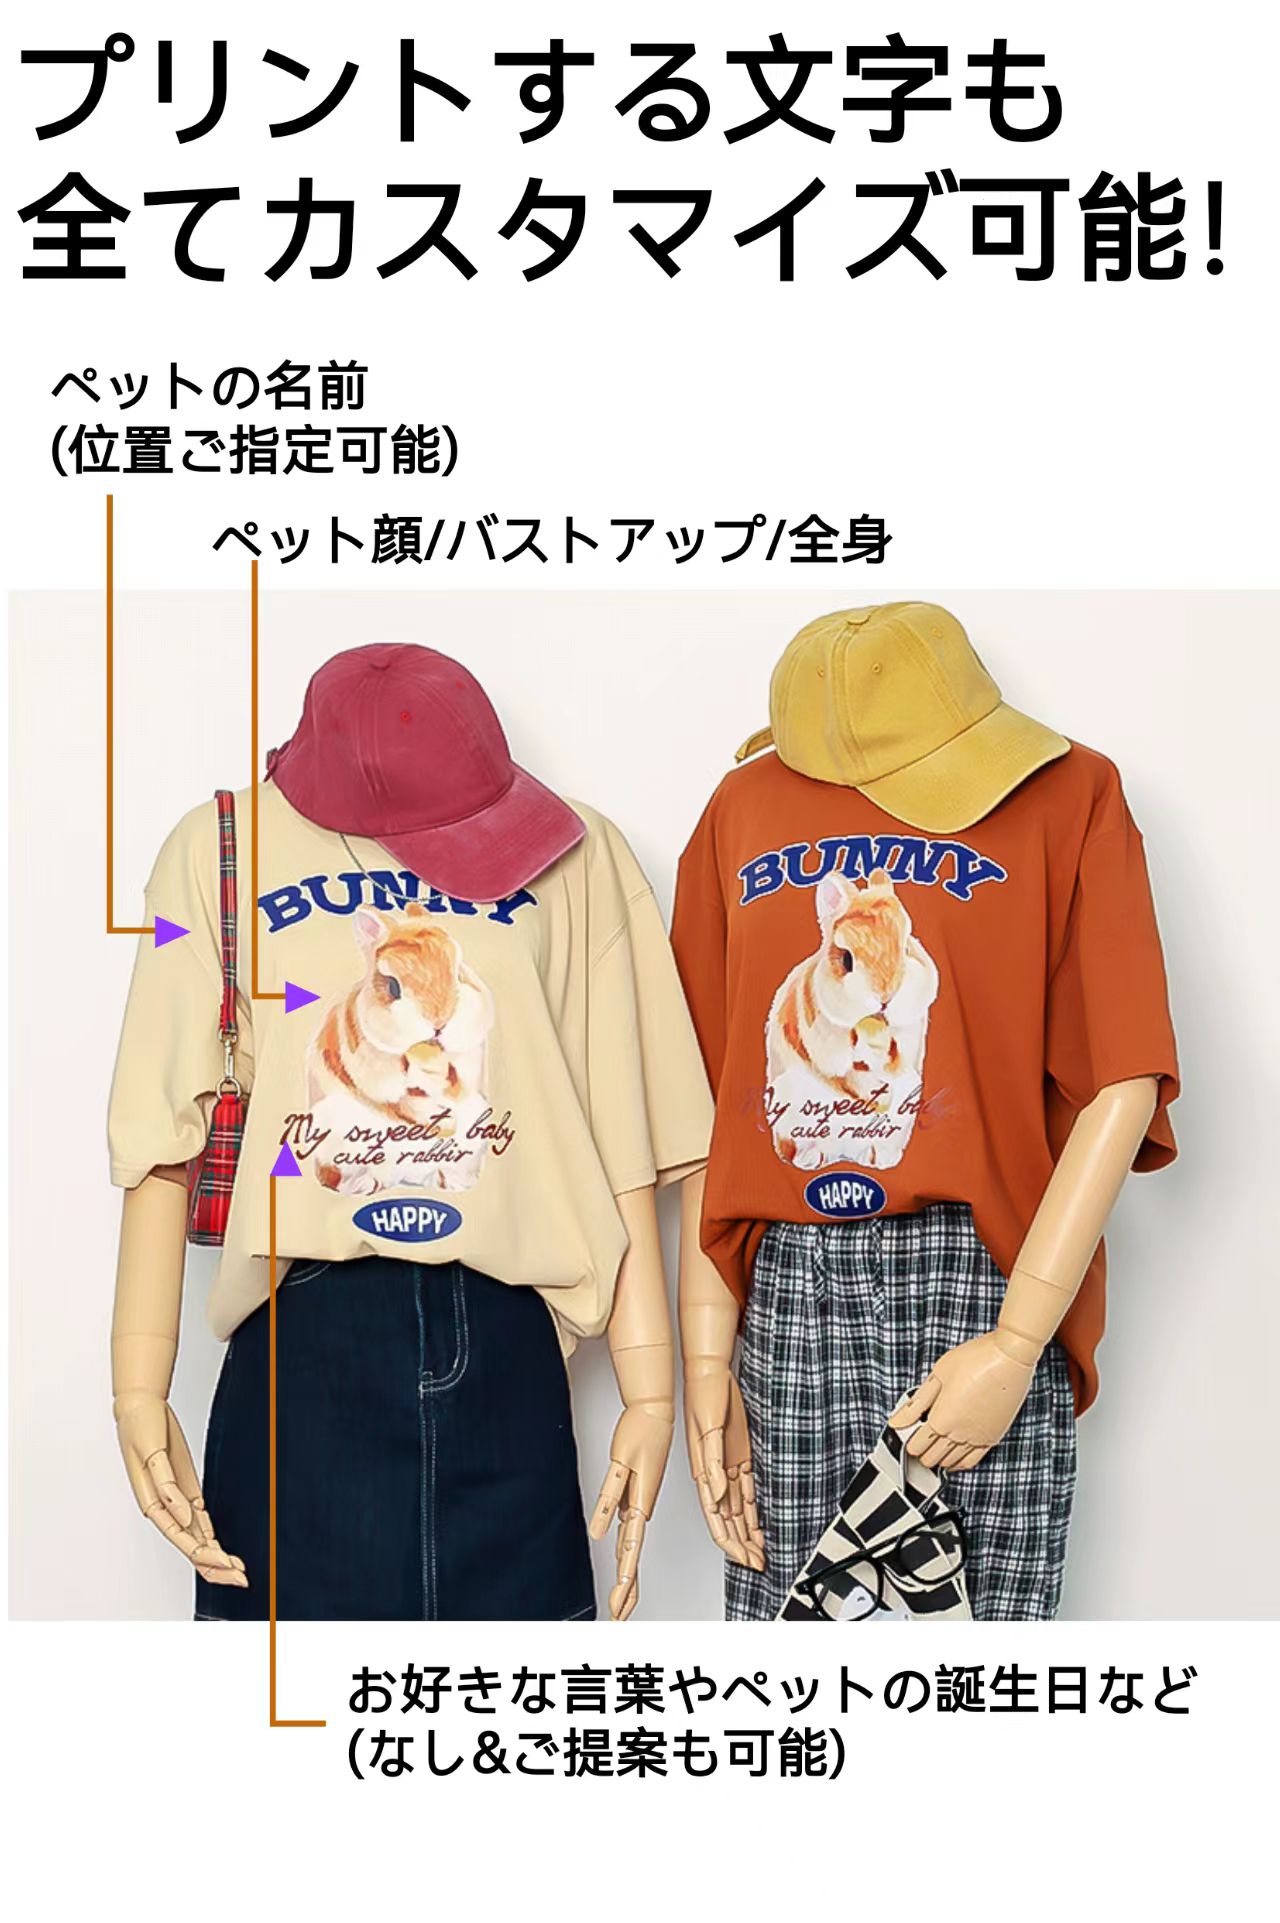 プリントする文字も
全てカスタマイズ可能!
ペットの名前
(位置ご指定可能)
ペット顔/バストアップ/全身
BUNNY
My sweet baby
cute rabbir
HAPPY
BUNNY
My sweet baby
cute rabbir
HAPPY
お好きな言葉やペットの誕生日など
(なし&ご提案も可能)